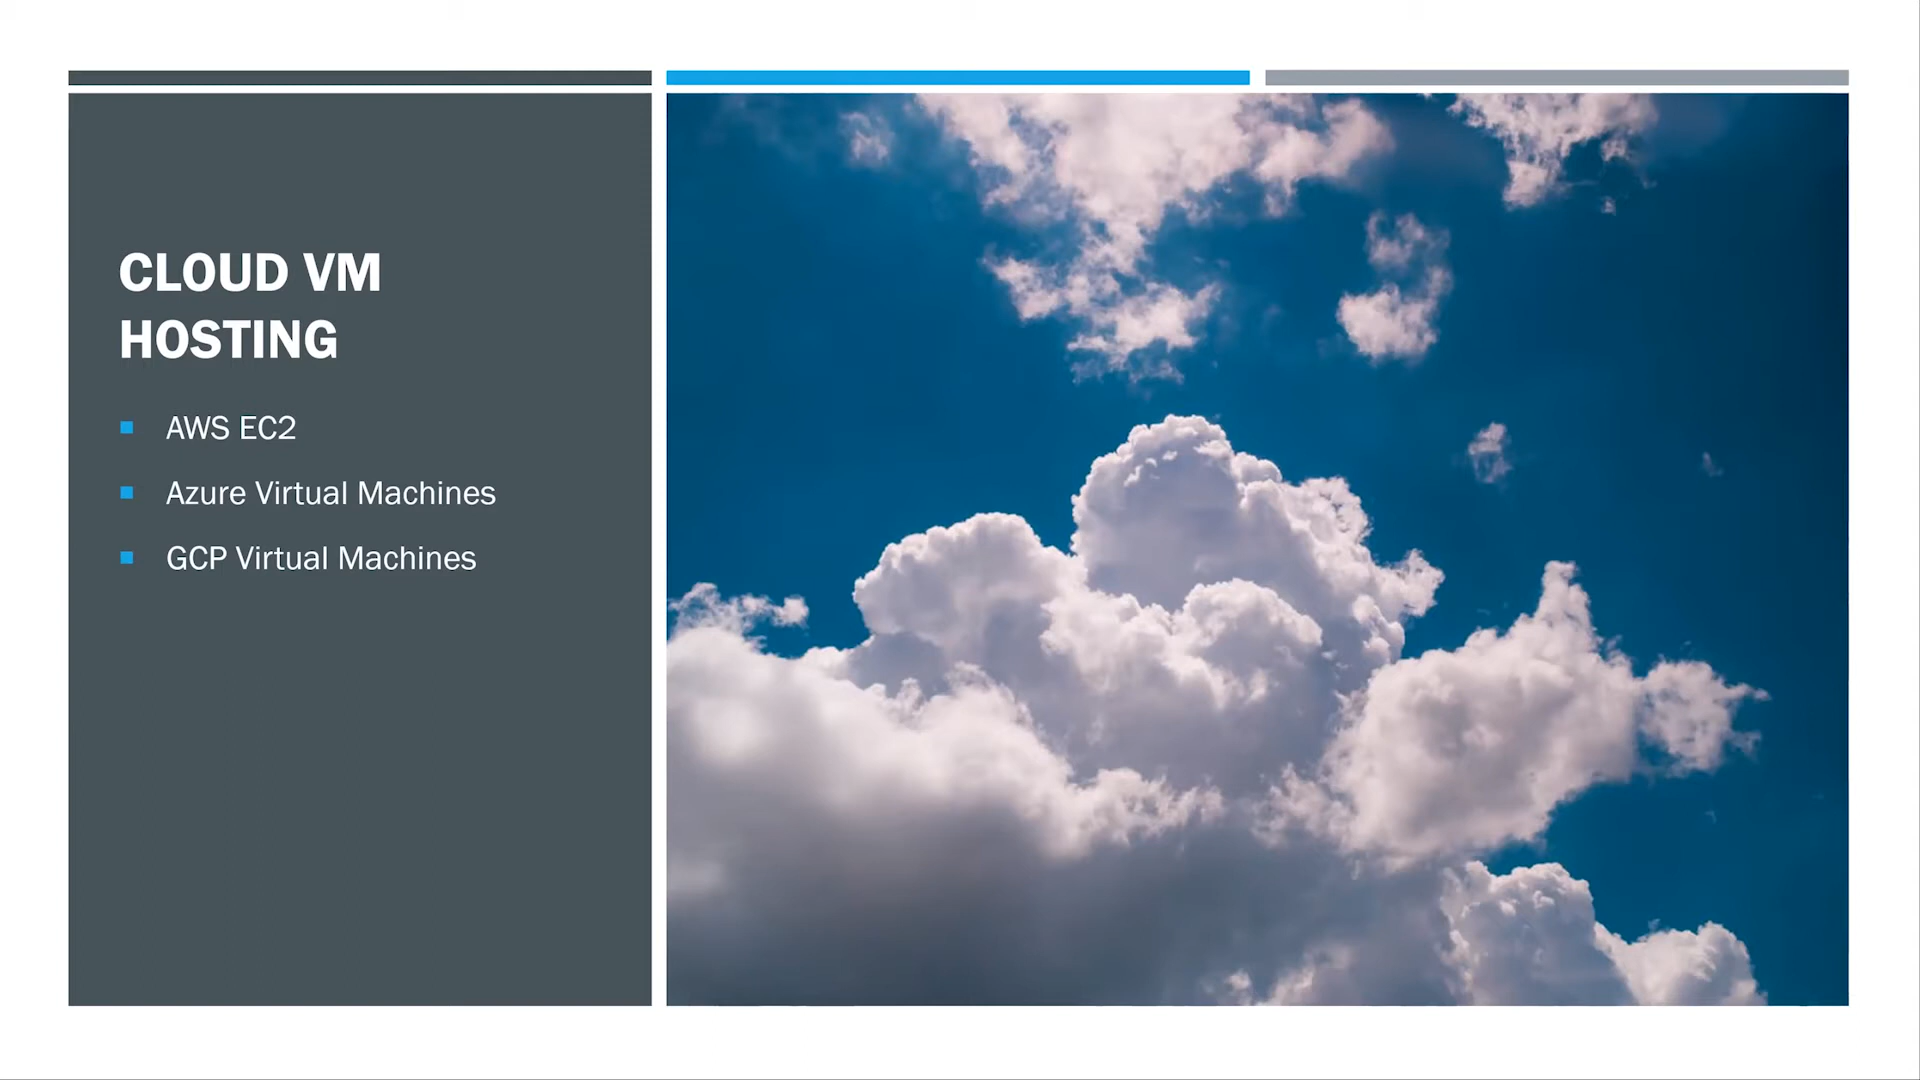 CLOUD VM
HOSTING
AWS EC2
Azure Virtual Machines
GCP Virtual Machines